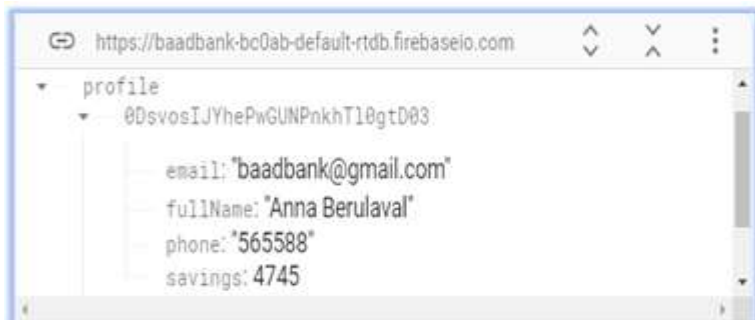 https://baadbank-bc0ab-default-rtdb.firebaseio.com
profile
0DsvosIJYhePwGUNPnkhTl0gtD03
email: "baadbank@gmail.com"
fullName: "Anna Berulaval"
phone: "565588"
savings: 4745